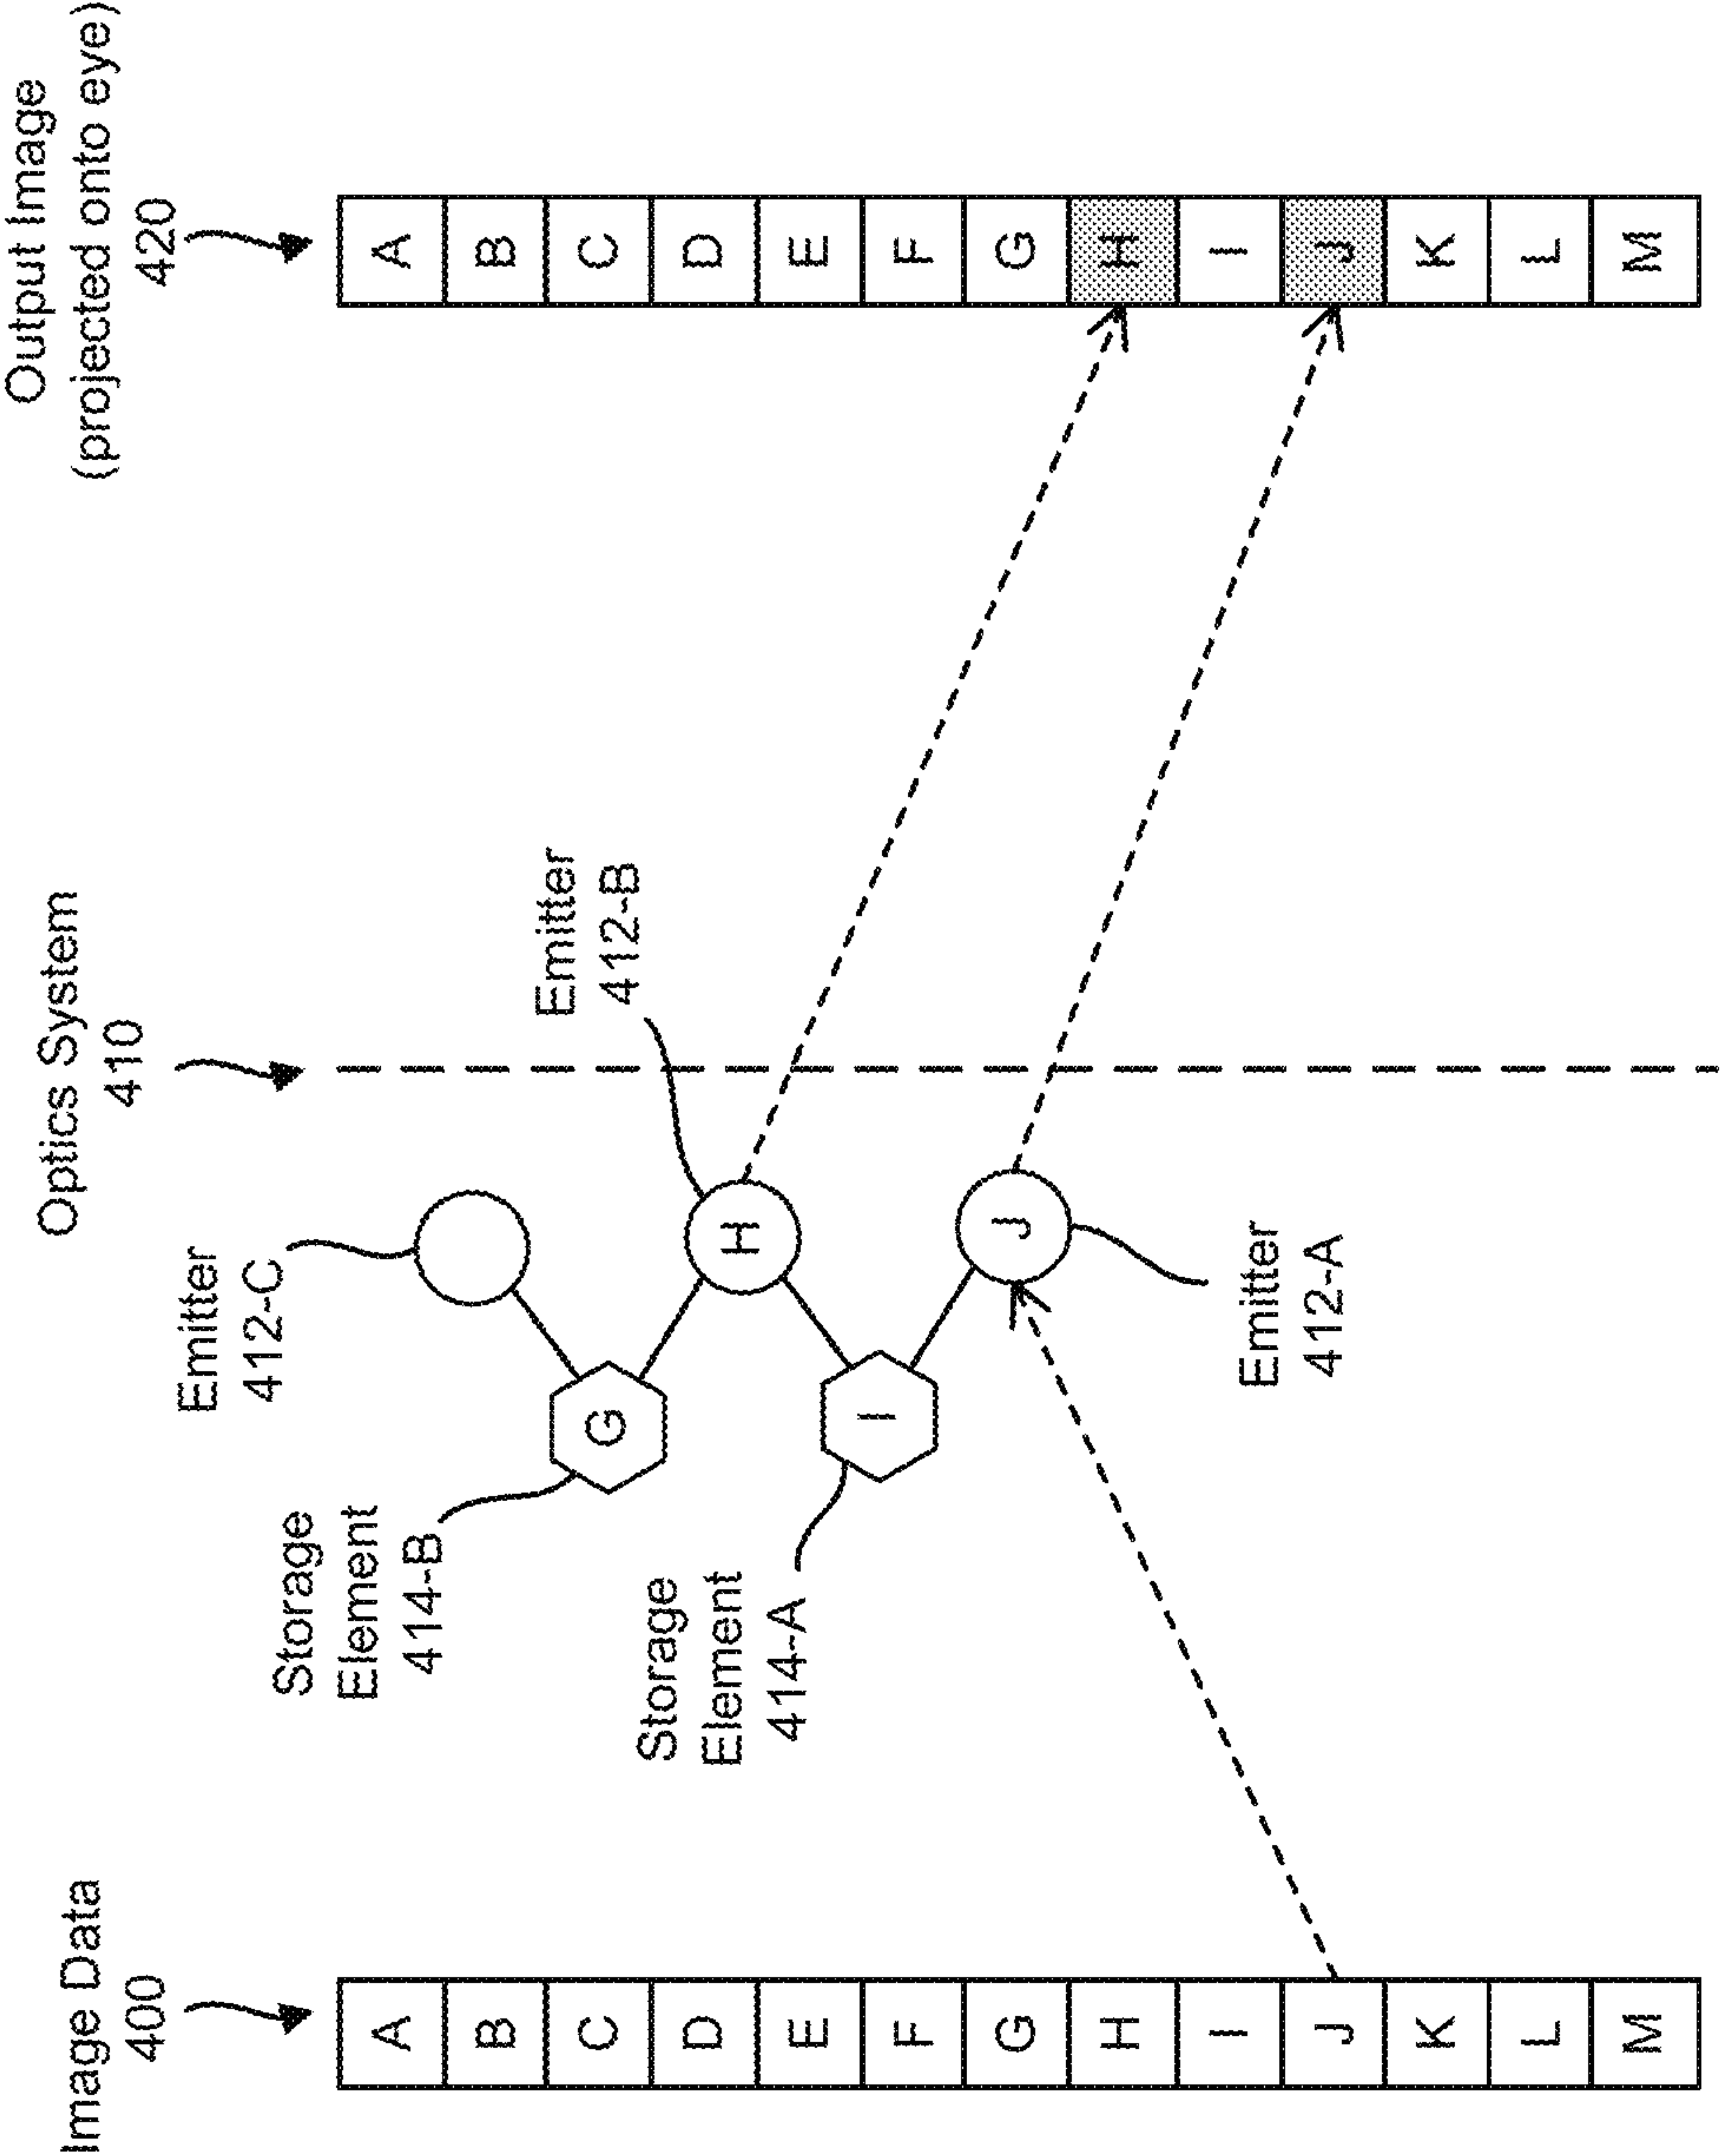 Image Data
400
Optics System
410
Output Image
(projected onto eye)
420
A
B
C
D
E
F
G
H
I
J
K
L
M
Emitter
412-C
Storage
Element
414-B
G
Emitter
412-B
H
Storage
Element
414-A
I
J
Emitter
412-A
A
B
C
D
E
F
G
H
I
J
K
L
M